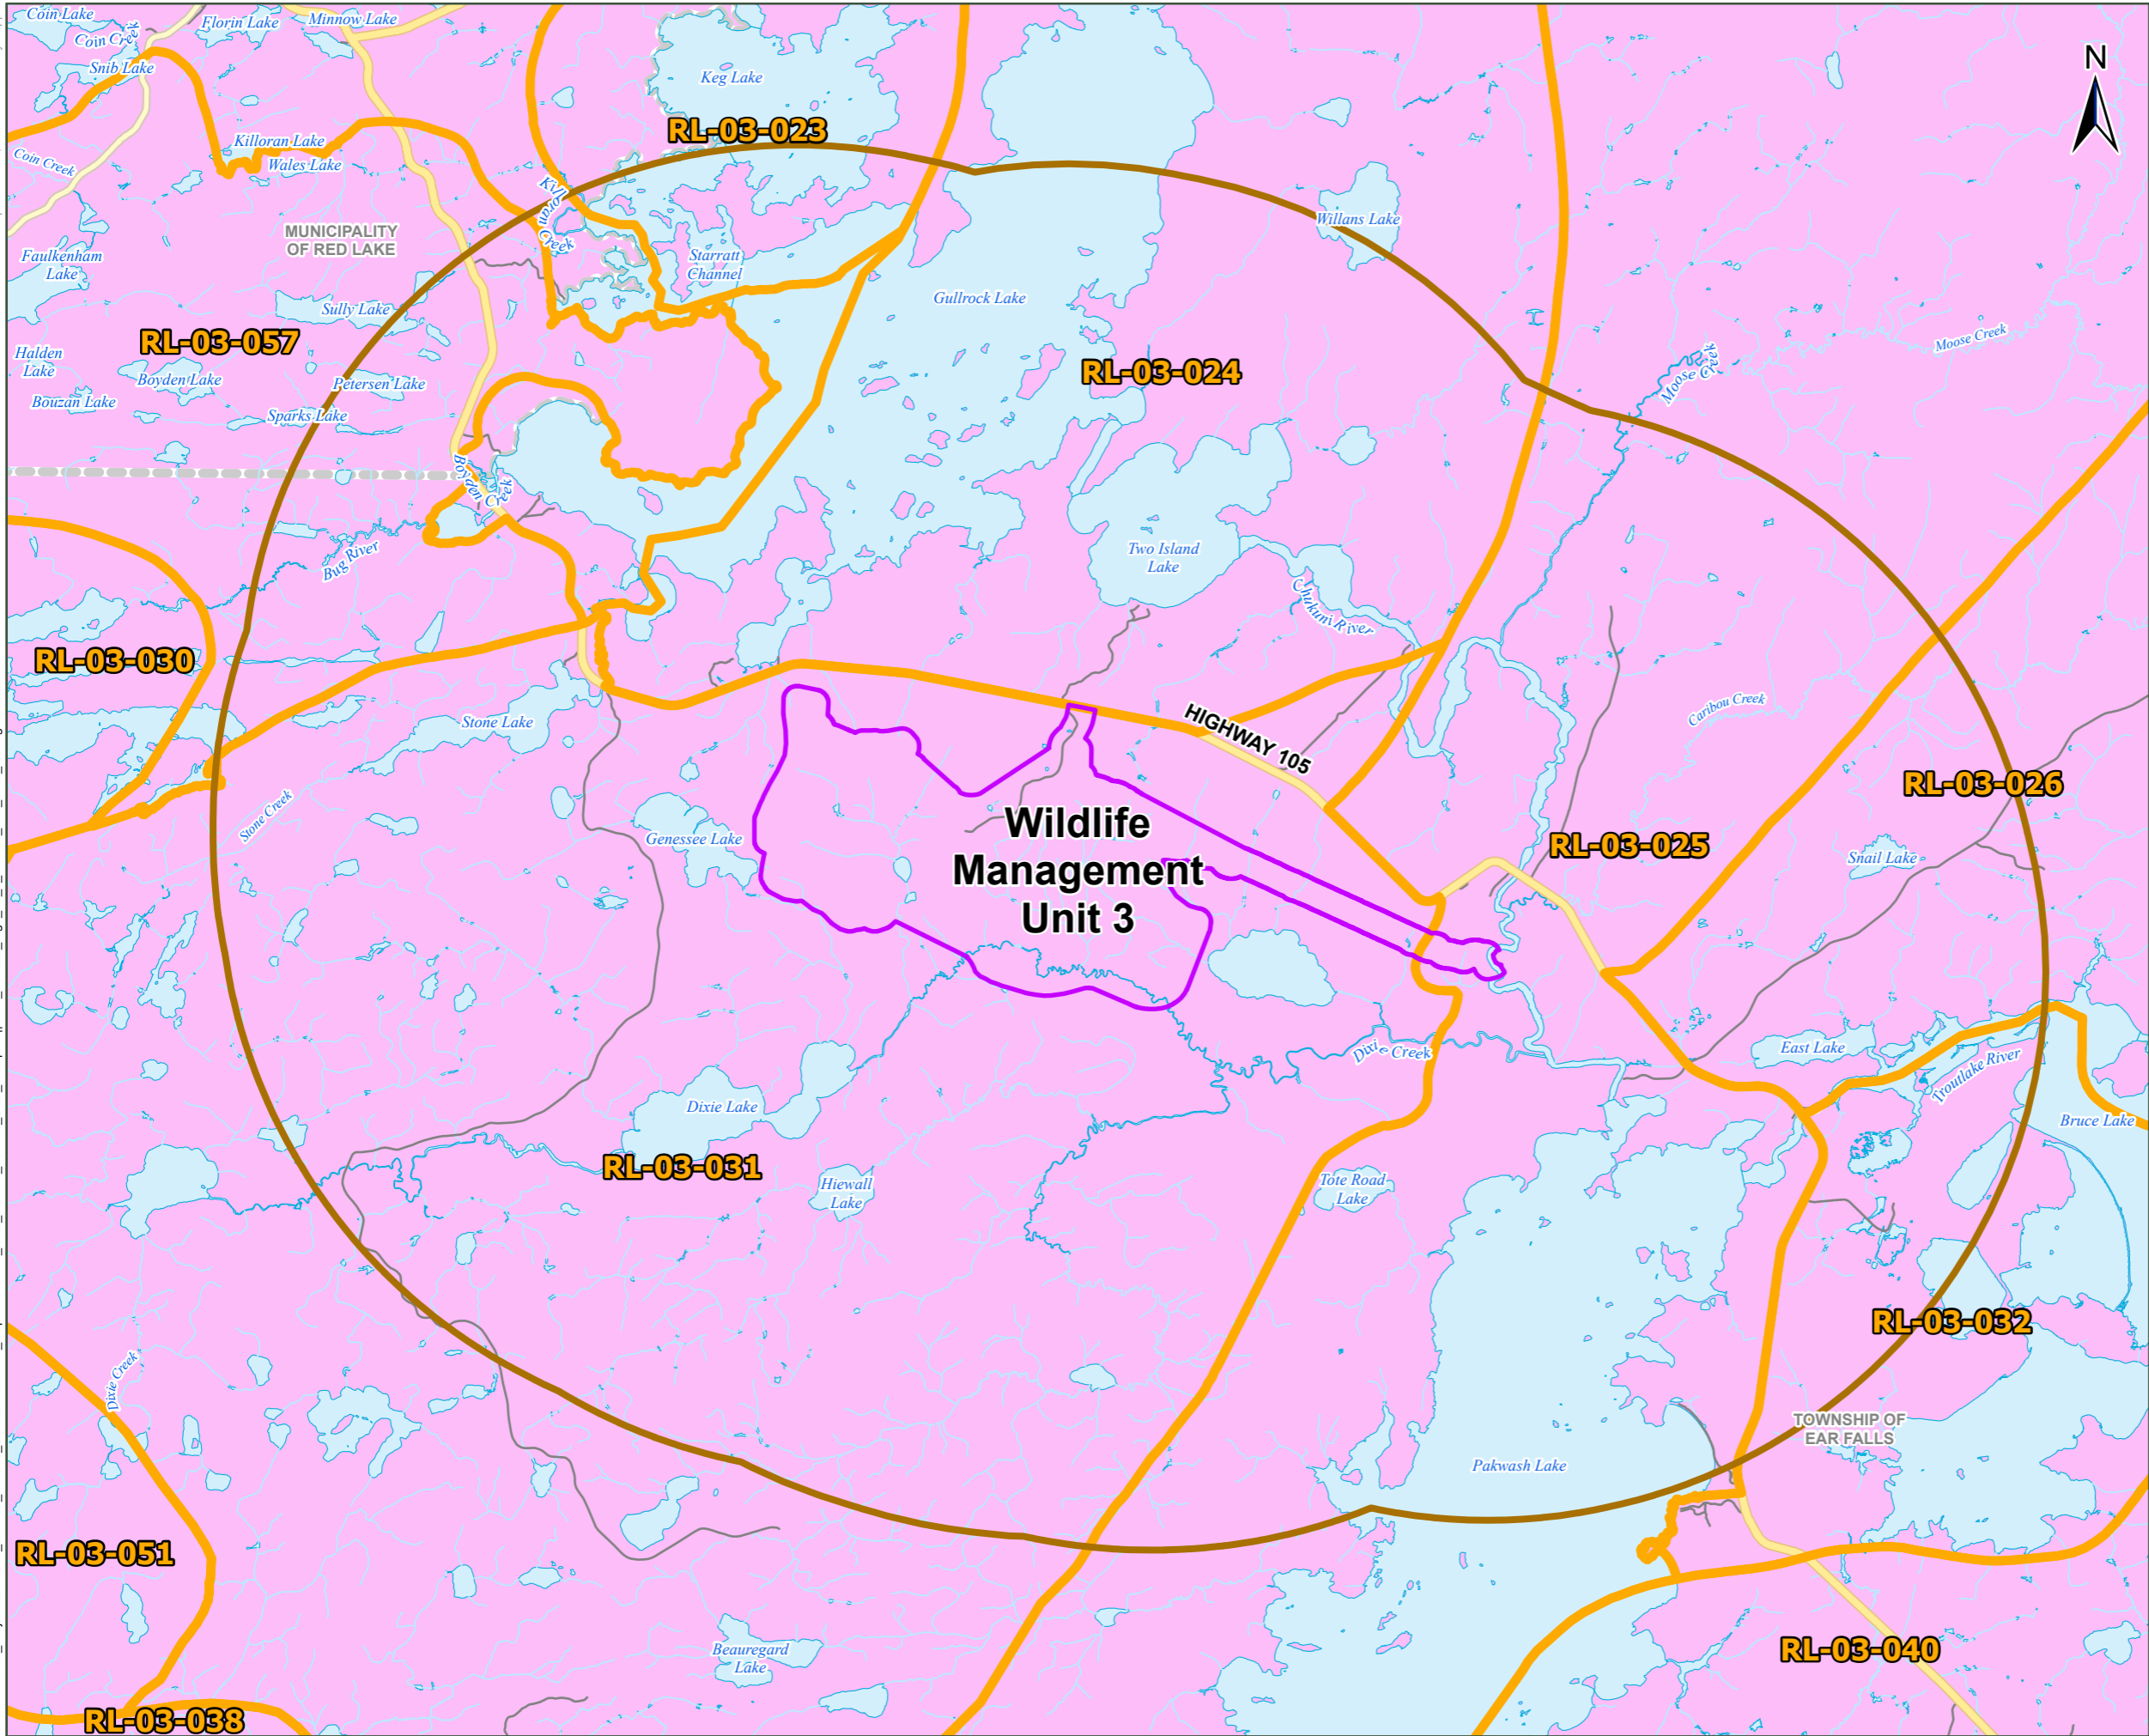 Coin Lake
Florin Lake
Minnow Lake
Coin Creek
Snib Lake
Keg Lake
N
RL-03-023
Killoran Lake
Wales Lake
Coin Creek
Killoran Creek
Willans Lake
MUNICIPALITY
OF RED LAKE
Faulkenham
Lake
Starratt
Channel
Gullrock Lake
Sully Lake
RL-03-057
Moose Creek
Halden
Lake
Boyden Lake
Petersen Lake
RL-03-024
Moose Creek
Bouzan Lake
Sparks Lake
Boyden Creek
Bug River
Two Island
Lake
Chukuni River
RL-03-030
Stone Lake
Caribou Creek
HIGHWAY 105
RL-03-026
Stone Creek
Genessee Lake
Wildlife
Management
Unit 3
RL-03-025
Snail Lake
Dixie Creek
East Lake
Troutlake River
Dixie Lake
Bruce Lake
RL-03-031
Hiewall
Lake
Tote Road
Lake
RL-03-032
Dixie Creek
TOWNSHIP OF
EAR FALLS
Pakwash Lake
RL-03-051
Beauregard
Lake
RL-03-040
RL-03-038